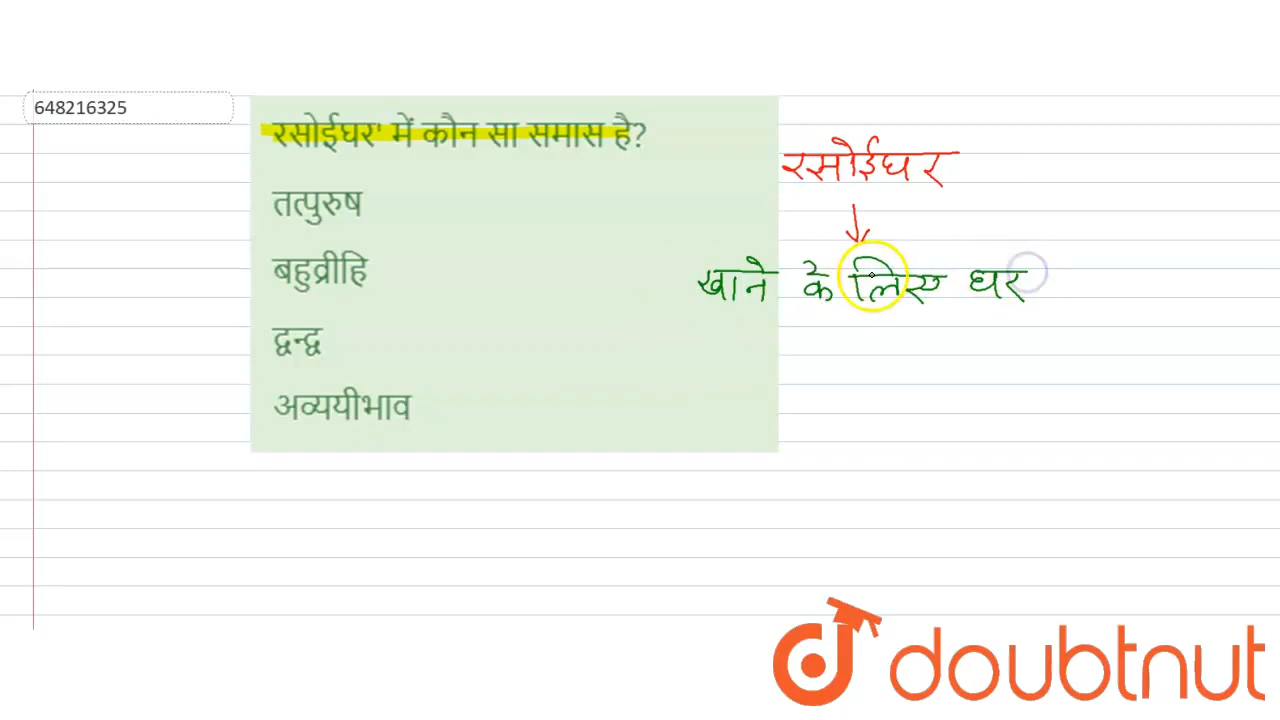 648216325
रसोईघर' में कौन सा समास है?
तत्पुरुष
बहुव्रीहि
द्वन्द्व
अव्ययीभाव
रसोईघर
खाने के लिए घर
doubtnut